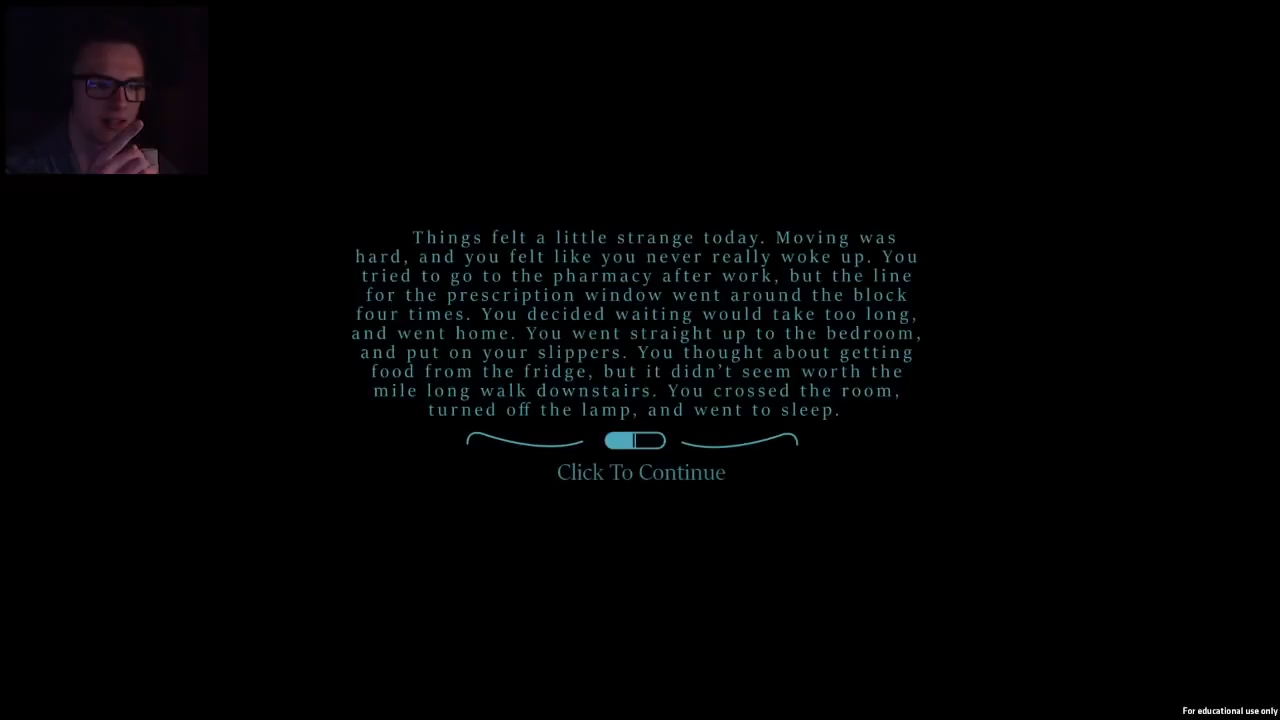 Things felt a little strange today. Moving was
hard, and you felt like you never really woke up. You
tried to go to the pharmacy after work, but the line
for the prescription window went around the block
four times. You decided waiting would take too long,
and went home. You went straight up to the bedroom,
and put on your slippers. You thought about getting
food from the fridge, but it didn’t seem worth the
mile long walk downstairs. You crossed the room,
turned off the lamp, and went to sleep.
Click To Continue
For educational use only